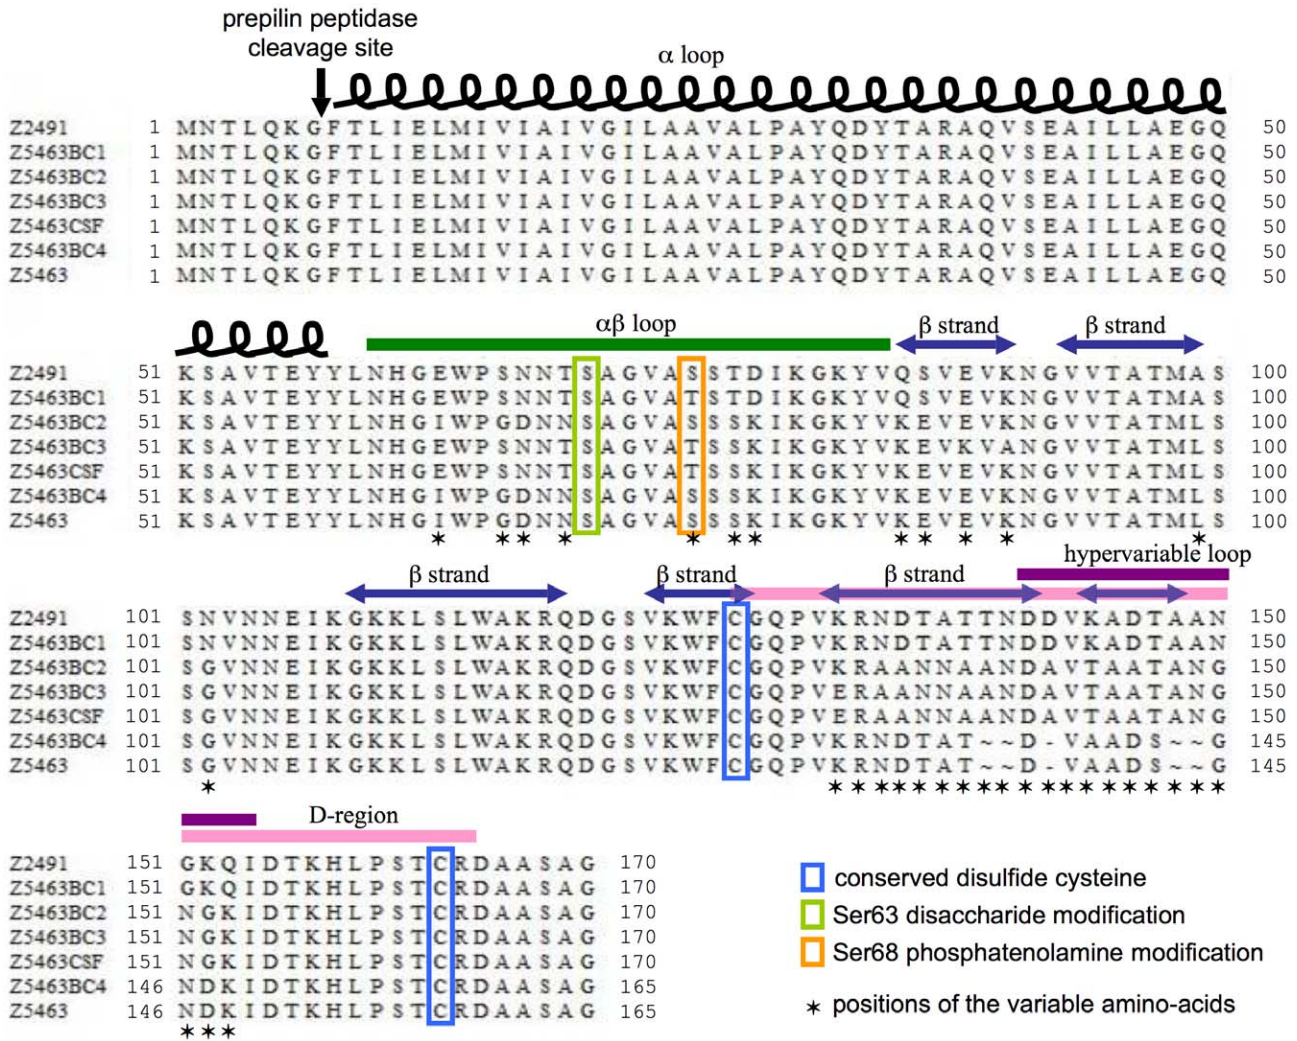 prepilin peptidase
cleavage site
α loop
Z2491 1 MNTLQKGFTLIELMIVIAIVGILAAVALPAYQDYTARAQVSEAILLAEGQ 50
Z5463BC1 1 MNTLQKGFTLIELMIVIAIVGILAAVALPAYQDYTARAQVSEAILLAEGQ 50
Z5463BC2 1 MNTLQKGFTLIELMIVIAIVGILAAVALPAYQDYTARAQVSEAILLAEGQ 50
Z5463BC3 1 MNTLQKGFTLIELMIVIAIVGILAAVALPAYQDYTARAQVSEAILLAEGQ 50
Z5463CSF 1 MNTLQKGFTLIELMIVIAIVGILAAVALPAYQDYTARAQVSEAILLAEGQ 50
Z5463BC4 1 MNTLQKGFTLIELMIVIAIVGILAAVALPAYQDYTARAQVSEAILLAEGQ 50
Z5463 1 MNTLQKGFTLIELMIVIAIVGILAAVALPAYQDYTARAQVSEAILLAEGQ 50
αβ loop β strand β strand
Z2491 51 KSAVTEYYLNHGEWPSNNTSAGVASSTDIKGKYVQSVEVKNGVVTATMAS 100
Z5463BC1 51 KSAVTEYYLNHGEWPSNNTSAGVATSTDIKGKYVQSVEVKNGVVTATMAS 100
Z5463BC2 51 KSAVTEYYLNHGIWPGDNNSAGVASSSKIKGKYVKEVEVKNGVVTATMLS 100
Z5463BC3 51 KSAVTEYYLNHGEWPSNNTSAGVATSSKIKGKYVKEVKVANGVVTATMLS 100
Z5463CSF 51 KSAVTEYYLNHGEWPSNNTSAGVATSSKIKGKYVKEVEVANGVVTATMLS 100
Z5463BC4 51 KSAVTEYYLNHGIWPGDNNSAGVASSSKIKGKYVKEVEVKNGVVTATMLS 100
Z5463 51 KSAVTEYYLNHGIWPGDNNSAGVASSSKIKGKYVKEVEVKNGVVTATMLS 100
* * * * * * * * * * * *
hypervariable loop
β strand β strand β strand
Z2491 101 SNVNNEIKGKKLSLWAKRQDGSVKWFCGQPVKRNDTATTNDDVKADTAAN 150
Z5463BC1 101 SNVNNEIKGKKLSLWAKRQDGSVKWFCGQPVKRNDTATTNDDVKADTAAN 150
Z5463BC2 101 SGVNNEIKGKKLSLWAKRQDGSVKWFCGQPVKRAANNAANDAVTAATANG 150
Z5463BC3 101 SGVNNEIKGKKLSLWAKRQDGSVKWFCGQPVERAANNAANDAVTAATANG 150
Z5463CSF 101 SGVNNEIKGKKLSLWAKRQDGSVKWFCGQPVERAANNAANDAVTAATANG 150
Z5463BC4 101 SGVNNEIKGKKLSLWAKRQDGSVKWFCGQPVKRNDTAT~~D-VAADS~~G 145
Z5463 101 SGVNNEIKGKKLSLWAKRQDGSVKWFCGQPVKRNDTAT~~D-VAADS~~G 145
* * * * * * * * * * * * * * * * * * * *
D-region
Z2491 151 GKQIDTKHLPSTCRDAASAG 170
Z5463BC1 151 GKQIDTKHLPSTCRDAASAG 170
Z5463BC2 151 NGKIDTKHLPSTCRDAASAG 170
Z5463BC3 151 NGKIDTKHLPSTCRDAASAG 170
Z5463CSF 151 NGKIDTKHLPSTCRDAASAG 170
Z5463BC4 146 NDKIDTKHLPSTCRDAASAG 165
Z5463 146 NDKIDTKHLPSTCRDAASAG 165
* * *
conserved disulfide cysteine
Ser63 disaccharide modification
Ser68 phosphatenolamine modification
* positions of the variable amino-acids